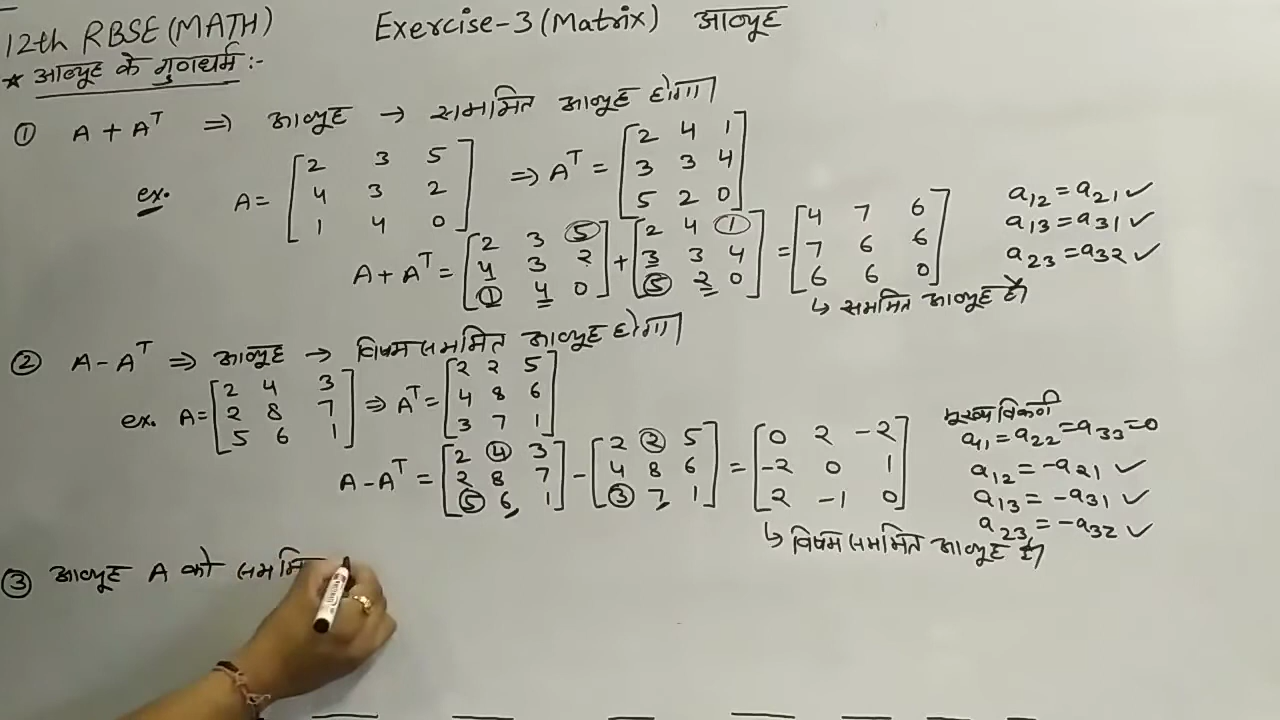 12th RBSE (MATH) Exercise-3 (Matrix) आव्यूह
* आव्यूह के गुणधर्म :-
① A + A^T ⇒ आव्यूह → सममित आव्यूह होगा
ex. A = [2 3 5; 4 3 2; 1 4 0] ⇒ A^T = [2 4 1; 3 3 4; 5 2 0]
A + A^T = [2 3 5; 4 3 2; 1 4 0] + [2 4 1; 3 3 4; 5 2 0] = [4 7 6; 7 6 6; 6 6 0]
a12 = a21 ✓
a13 = a31 ✓
a23 = a32 ✓
↳ सममित आव्यूह है
② A - A^T ⇒ आव्यूह → विषम सममित आव्यूह होगा
ex. A = [2 4 3; 2 8 7; 5 6 1] ⇒ A^T = [2 2 5; 4 8 6; 3 7 1]
A - A^T = [2 4 3; 2 8 7; 5 6 1] - [2 2 5; 4 8 6; 3 7 1] = [0 2 -2; -2 0 1; 2 -1 0]
मुख्य विकर्ण
a11 = a22 = a33 = 0
a12 = -a21 ✓
a13 = -a31 ✓
a23 = -a32 ✓
↳ विषम सममित आव्यूह है
③ आव्यूह A को सममि